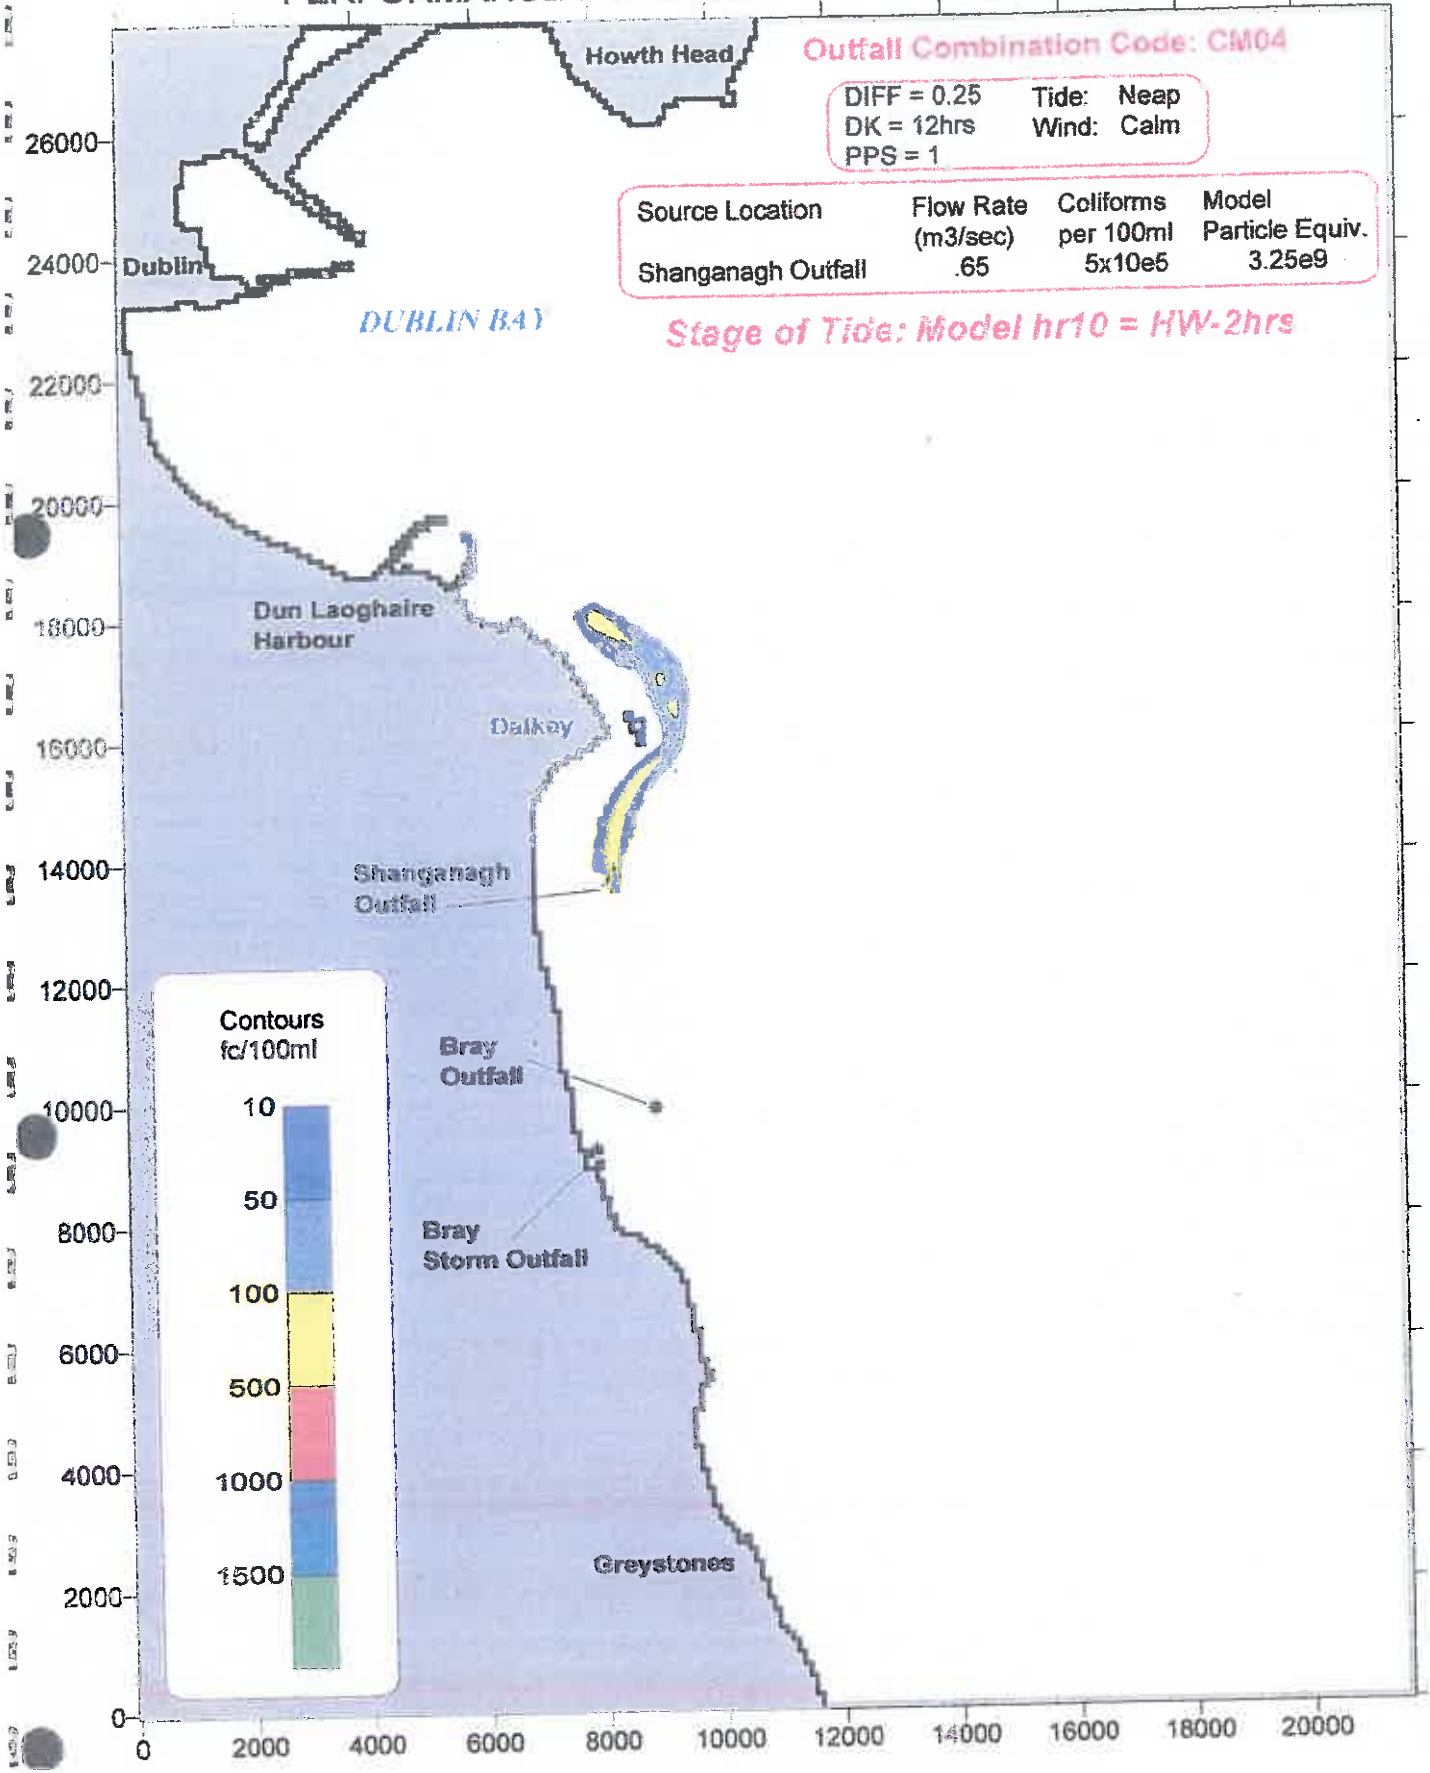 Howth Head
Outfall Combination Code: CM04
DIFF = 0.25 Tide: Neap
DK = 12hrs Wind: Calm
PPS = 1
Source Location Flow Rate Coliforms Model
(m3/sec) per 100ml Particle Equiv.
Shanganagh Outfall .65 5x10e5 3.25e9
Stage of Tide: Model hr10 = HW-2hrs
Dublin
DUBLIN BAY
Dun Laoghaire
Harbour
Dalkey
Shanganagh
Outfall
Bray
Outfall
Bray
Storm Outfall
Greystones
Contours
fc/100ml
10
50
100
500
1000
1500
26000
24000
22000
20000
18000
16000
14000
12000
10000
8000
6000
4000
2000
0
0 2000 4000 6000 8000 10000 12000 14000 16000 18000 20000